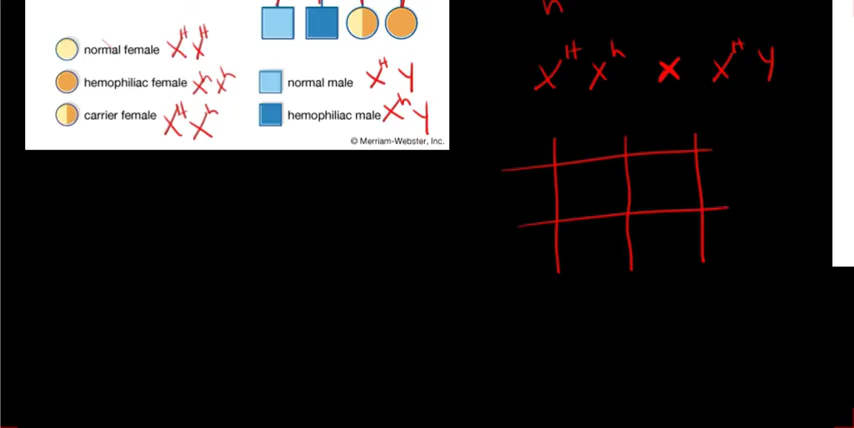 h
X^H X^h × X^H Y
normal female X^H X^H
hemophiliac female X^h X^h
normal male X^H Y
carrier female X^H X^h
hemophiliac male X^h Y
© Merriam-Webster, Inc.